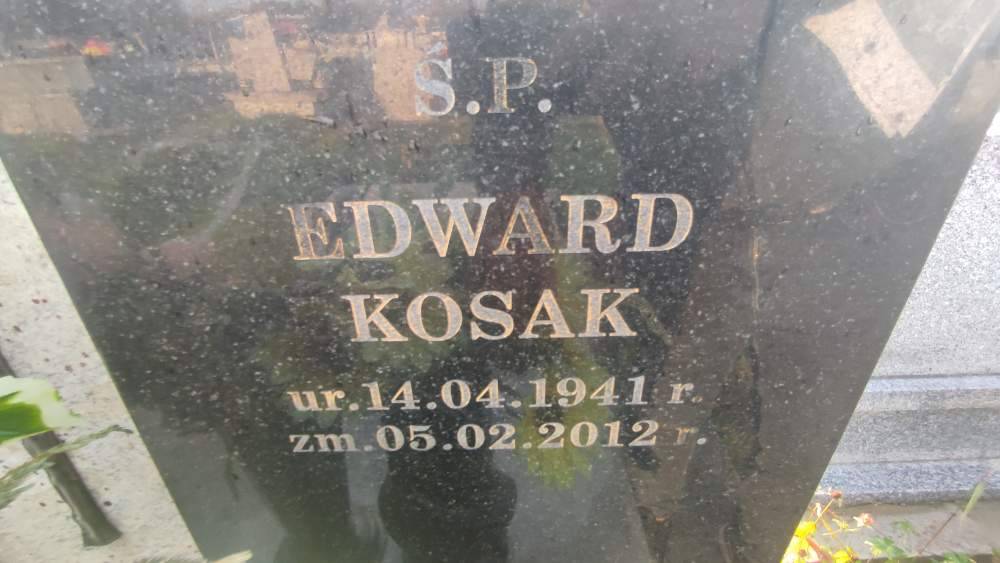 Ś.P.
EDWARD
KOSAK
ur.14.04.1941 r.
zm.05.02.2012 r.